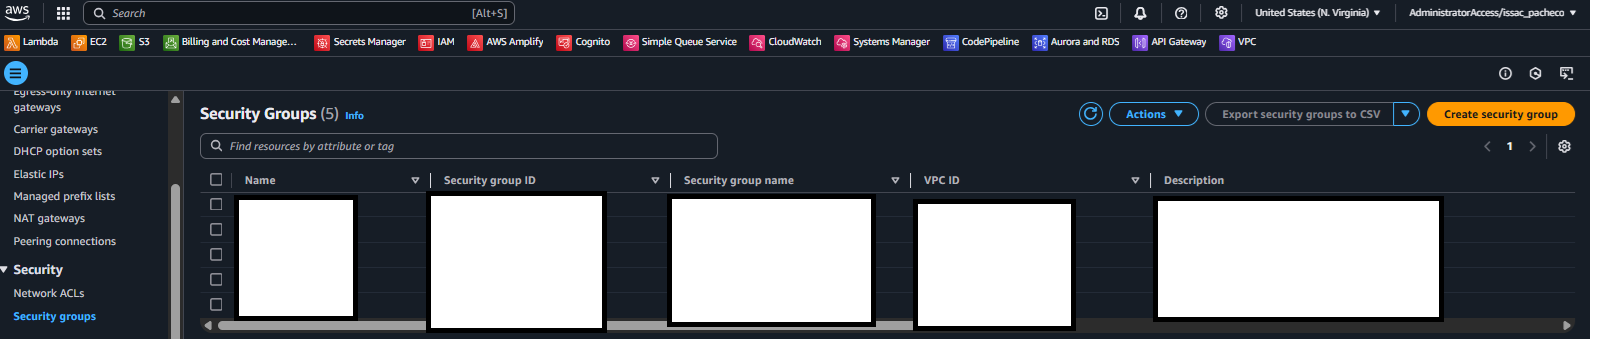 aws Search [Alt+S] United States (N. Virginia) AdministratorAccess/issac_pacheco
Lambda EC2 S3 Billing and Cost Manage... Secrets Manager IAM AWS Amplify Cognito Simple Queue Service CloudWatch Systems Manager CodePipeline Aurora and RDS API Gateway VPC
Egress-only internet
gateways
Carrier gateways
DHCP option sets
Elastic IPs
Managed prefix lists
NAT gateways
Peering connections
Security
Network ACLs
Security groups
Security Groups (5) Info Actions Export security groups to CSV Create security group
Find resources by attribute or tag 1
Name Security group ID Security group name VPC ID Description